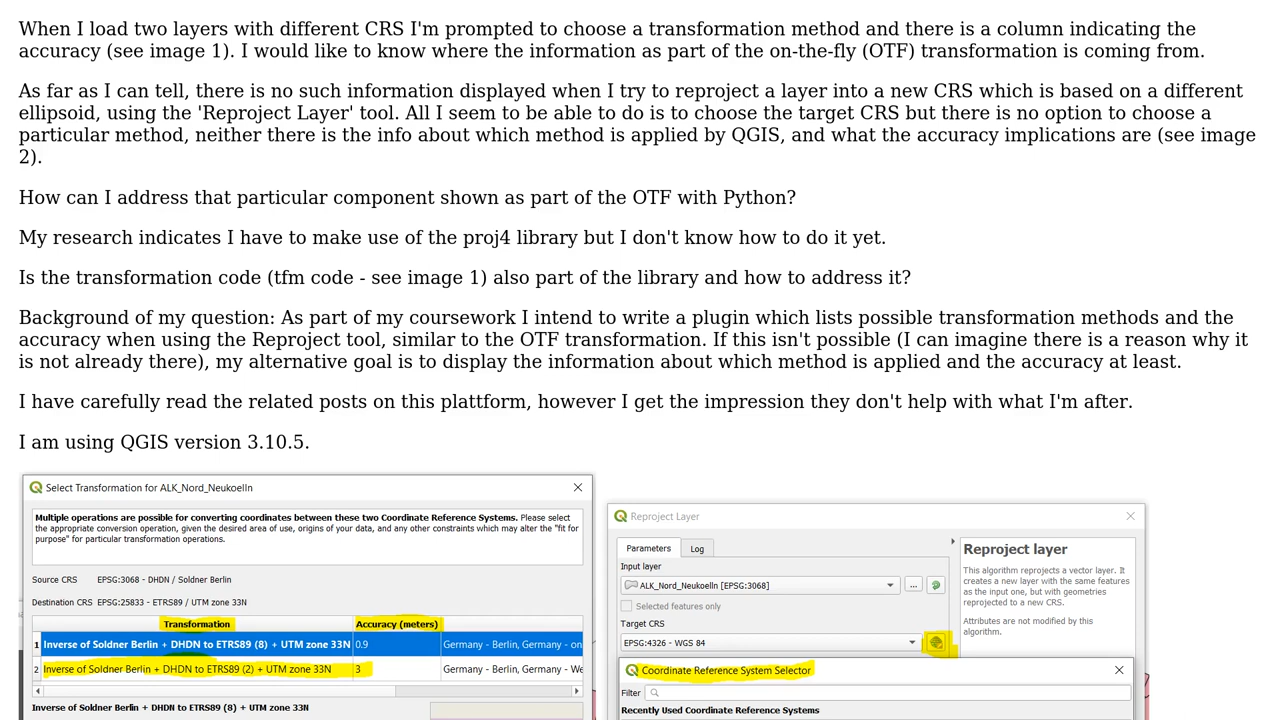 When I load two layers with different CRS I'm prompted to choose a transformation method and there is a column indicating the
accuracy (see image 1). I would like to know where the information as part of the on-the-fly (OTF) transformation is coming from.
As far as I can tell, there is no such information displayed when I try to reproject a layer into a new CRS which is based on a different
ellipsoid, using the 'Reproject Layer' tool. All I seem to be able to do is to choose the target CRS but there is no option to choose a
particular method, neither there is the info about which method is applied by QGIS, and what the accuracy implications are (see image
2).
How can I address that particular component shown as part of the OTF with Python?
My research indicates I have to make use of the proj4 library but I don't know how to do it yet.
Is the transformation code (tfm code - see image 1) also part of the library and how to address it?
Background of my question: As part of my coursework I intend to write a plugin which lists possible transformation methods and the
accuracy when using the Reproject tool, similar to the OTF transformation. If this isn't possible (I can imagine there is a reason why it
is not already there), my alternative goal is to display the information about which method is applied and the accuracy at least.
I have carefully read the related posts on this plattform, however I get the impression they don't help with what I'm after.
I am using QGIS version 3.10.5.
Select Transformation for ALK_Nord_Neukoelln
Multiple operations are possible for converting coordinates between these two Coordinate Reference Systems. Please select
the appropriate conversion operation, given the desired area of use, origins of your data, and any other constraints which may alter the "fit for
purpose" for particular transformation operations.
Source CRS EPSG:3068 - DHDN / Soldner Berlin
Destination CRS EPSG:25833 - ETRS89 / UTM zone 33N
Transformation Accuracy (meters)
1 Inverse of Soldner Berlin + DHDN to ETRS89 (8) + UTM zone 33N 0.9 Germany - Berlin, Germany - on
2 Inverse of Soldner Berlin + DHDN to ETRS89 (2) + UTM zone 33N 3 Germany - Berlin, Germany - We
Inverse of Soldner Berlin + DHDN to ETRS89 (8) + UTM zone 33N
Reproject Layer
Parameters Log
Input layer
ALK_Nord_Neukoelln [EPSG:3068]
...
Selected features only
Target CRS
EPSG:4326 - WGS 84
Reproject layer
This algorithm reprojects a vector layer. It
creates a new layer with the same features
as the input one, but with geometries
reprojected to a new CRS.
Attributes are not modified by this
algorithm.
Coordinate Reference System Selector
Filter
Recently Used Coordinate Reference Systems